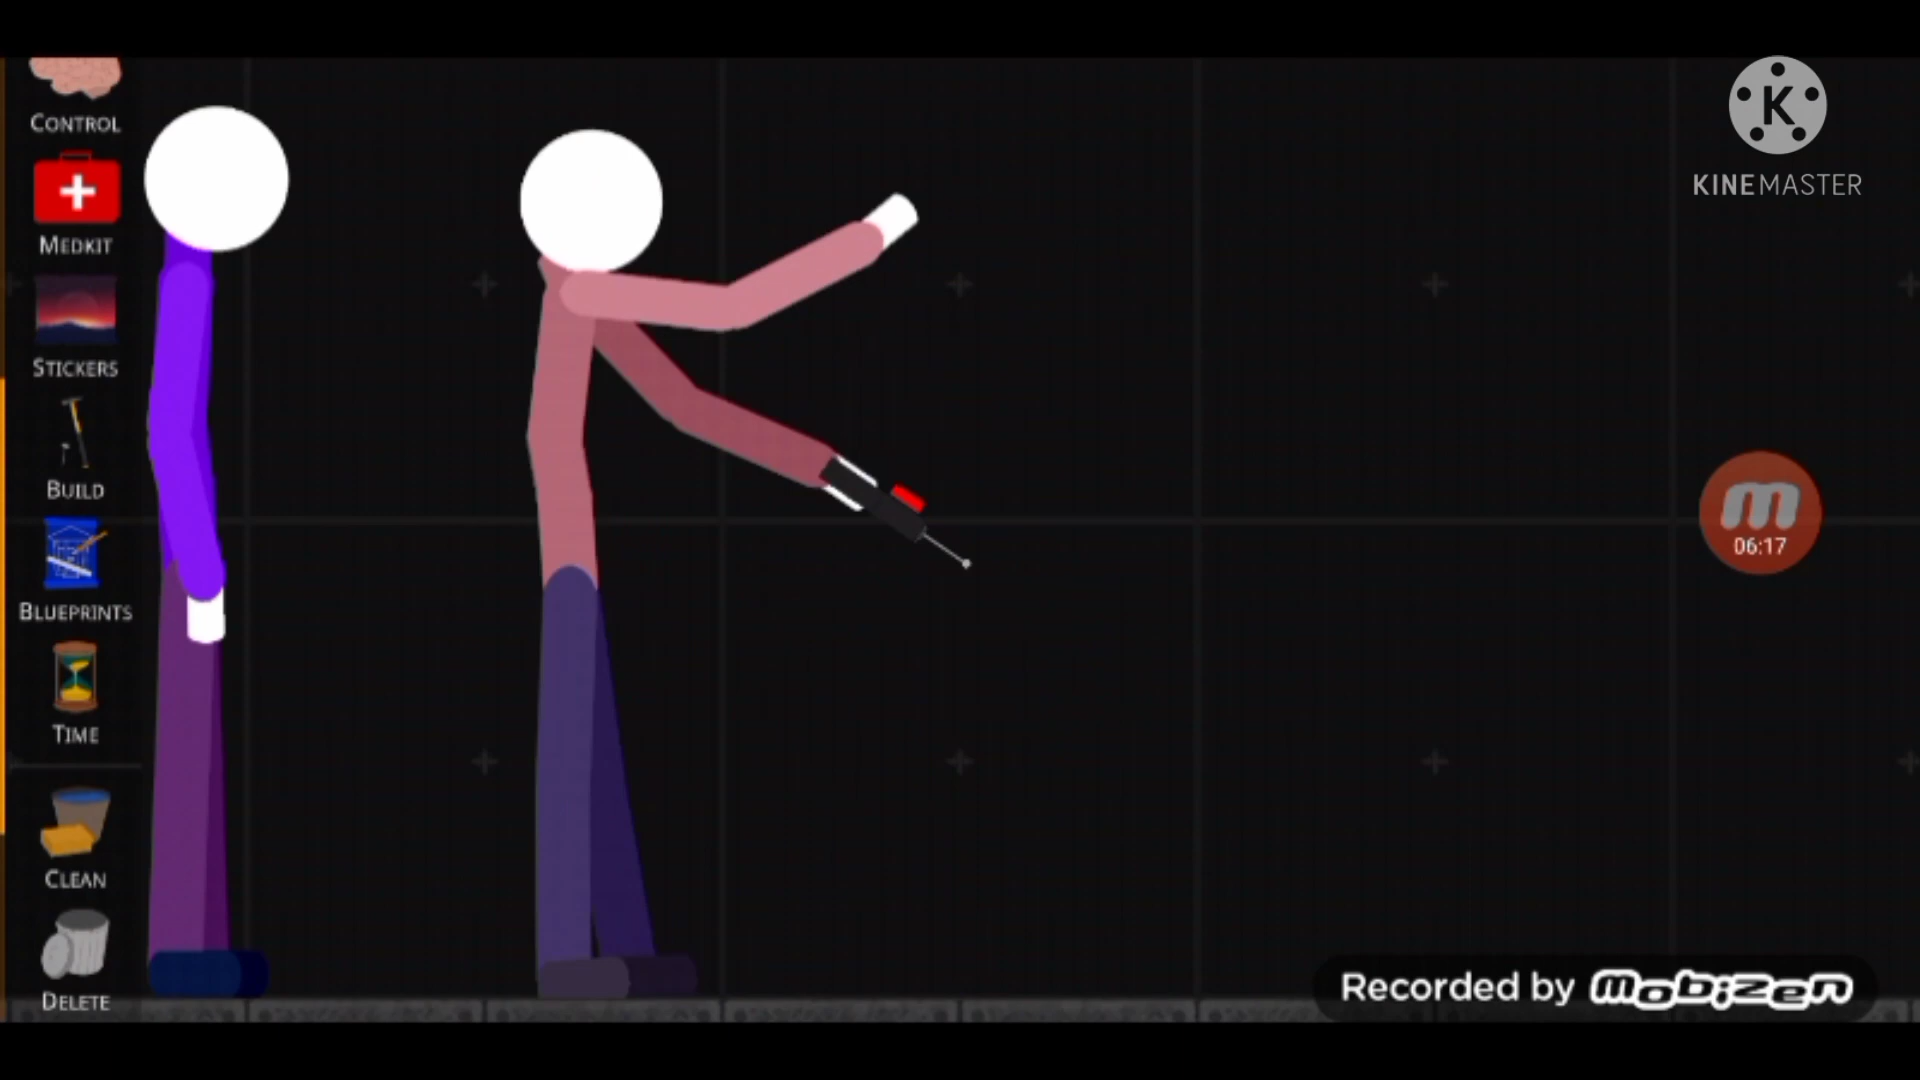 CONTROL
MEDKIT
STICKERS
BUILD
BLUEPRINTS
TIME
CLEAN
DELETE
K
KINEMASTER
m
06:17
Recorded by mobizen